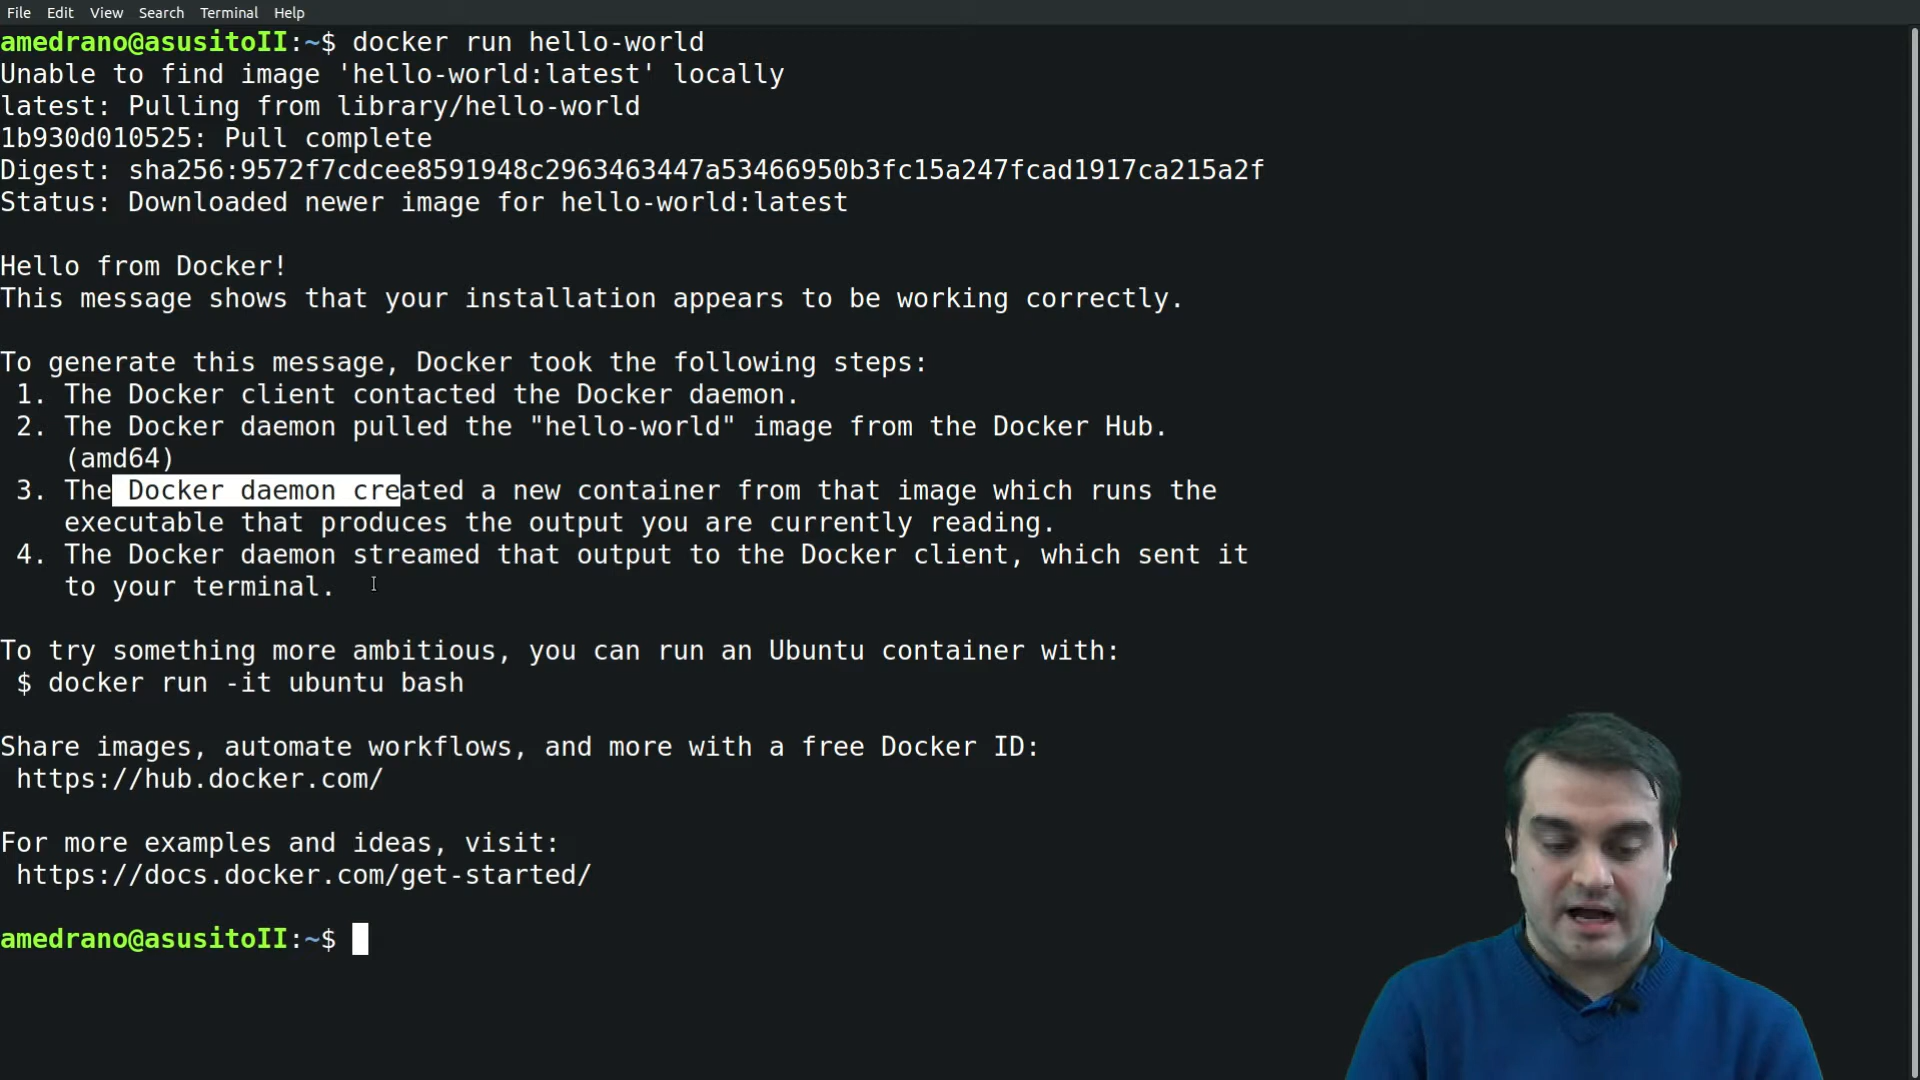 File Edit View Search Terminal Help
amedrano@asusitoII:~$ docker run hello-world
Unable to find image 'hello-world:latest' locally
latest: Pulling from library/hello-world
1b930d010525: Pull complete
Digest: sha256:9572f7cdcee8591948c2963463447a53466950b3fc15a247fcad1917ca215a2f
Status: Downloaded newer image for hello-world:latest
Hello from Docker!
This message shows that your installation appears to be working correctly.
To generate this message, Docker took the following steps:
1. The Docker client contacted the Docker daemon.
2. The Docker daemon pulled the "hello-world" image from the Docker Hub.
(amd64)
3. The Docker daemon created a new container from that image which runs the
executable that produces the output you are currently reading.
4. The Docker daemon streamed that output to the Docker client, which sent it
to your terminal.
To try something more ambitious, you can run an Ubuntu container with:
$ docker run -it ubuntu bash
Share images, automate workflows, and more with a free Docker ID:
https://hub.docker.com/
For more examples and ideas, visit:
https://docs.docker.com/get-started/
amedrano@asusitoII:~$